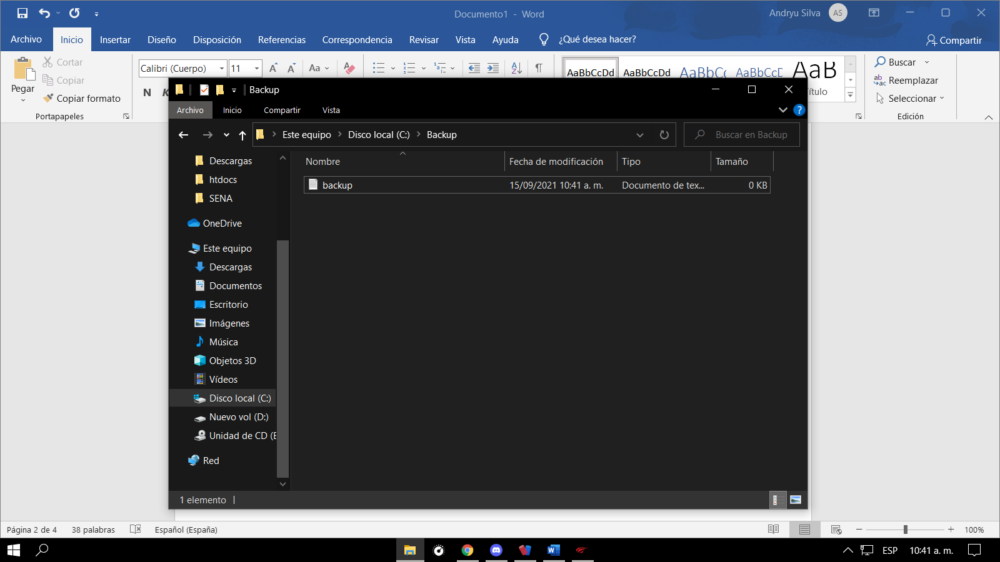 Documento1 - Word
Andryu Silva
AS
Archivo
Inicio
Insertar
Diseño
Disposición
Referencias
Correspondencia
Revisar
Vista
Ayuda
¿Qué desea hacer?
Compartir
Pegar
Cortar
Copiar
Copiar formato
Portapapeles
Calibri (Cuerpo)
11
A
A
Aa
A
N
K
AaBbCcDd
AaBbCcDd
AaBbCc
AaBbCcD
AaB
ítulo
Buscar
Reemplazar
Seleccionar
Edición
Backup
Archivo
Inicio
Compartir
Vista
?
Este equipo
Disco local (C:)
Backup
Buscar en Backup
Descargas
htdocs
SENA
OneDrive
Este equipo
Descargas
Documentos
Escritorio
Imágenes
Música
Objetos 3D
Vídeos
Disco local (C:)
Nuevo vol (D:)
Unidad de CD (E
Red
Nombre
Fecha de modificación
Tipo
Tamaño
backup
15/09/2021 10:41 a. m.
Documento de tex...
0 KB
1 elemento
Página 2 de 4
38 palabras
Español (España)
100%
ESP
10:41 a. m.